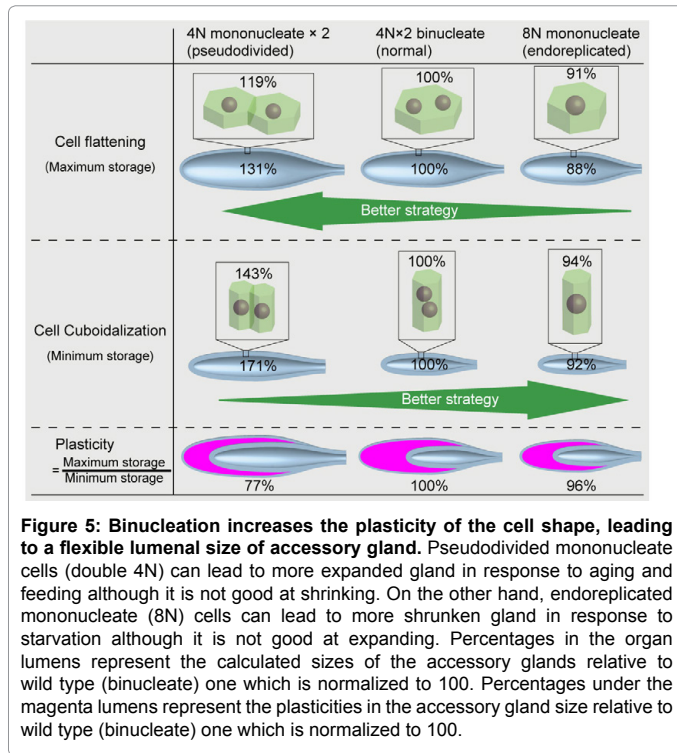 4N mononucleate × 2 4N×2 binucleate 8N mononucleate
(pseudodivided) (normal) (endoreplicated)
119% 100% 91%
Cell flattening
(Maximum storage)
131% 100% 88%
Better strategy
143% 100% 94%
Cell Cuboidalization
(Minimum storage)
171% 100% 92%
Better strategy
Plasticity
= Maximum storage
Minimum storage
77% 100% 96%
Figure 5: Binucleation increases the plasticity of the cell shape, leading
to a flexible lumenal size of accessory gland. Pseudodivided mononucleate
cells (double 4N) can lead to more expanded gland in response to aging and
feeding although it is not good at shrinking. On the other hand, endoreplicated
mononucleate (8N) cells can lead to more shrunken gland in response to
starvation although it is not good at expanding. Percentages in the organ
lumens represent the calculated sizes of the accessory glands relative to
wild type (binucleate) one which is normalized to 100. Percentages under the
magenta lumens represent the plasticities in the accessory gland size relative to
wild type (binucleate) one which is normalized to 100.